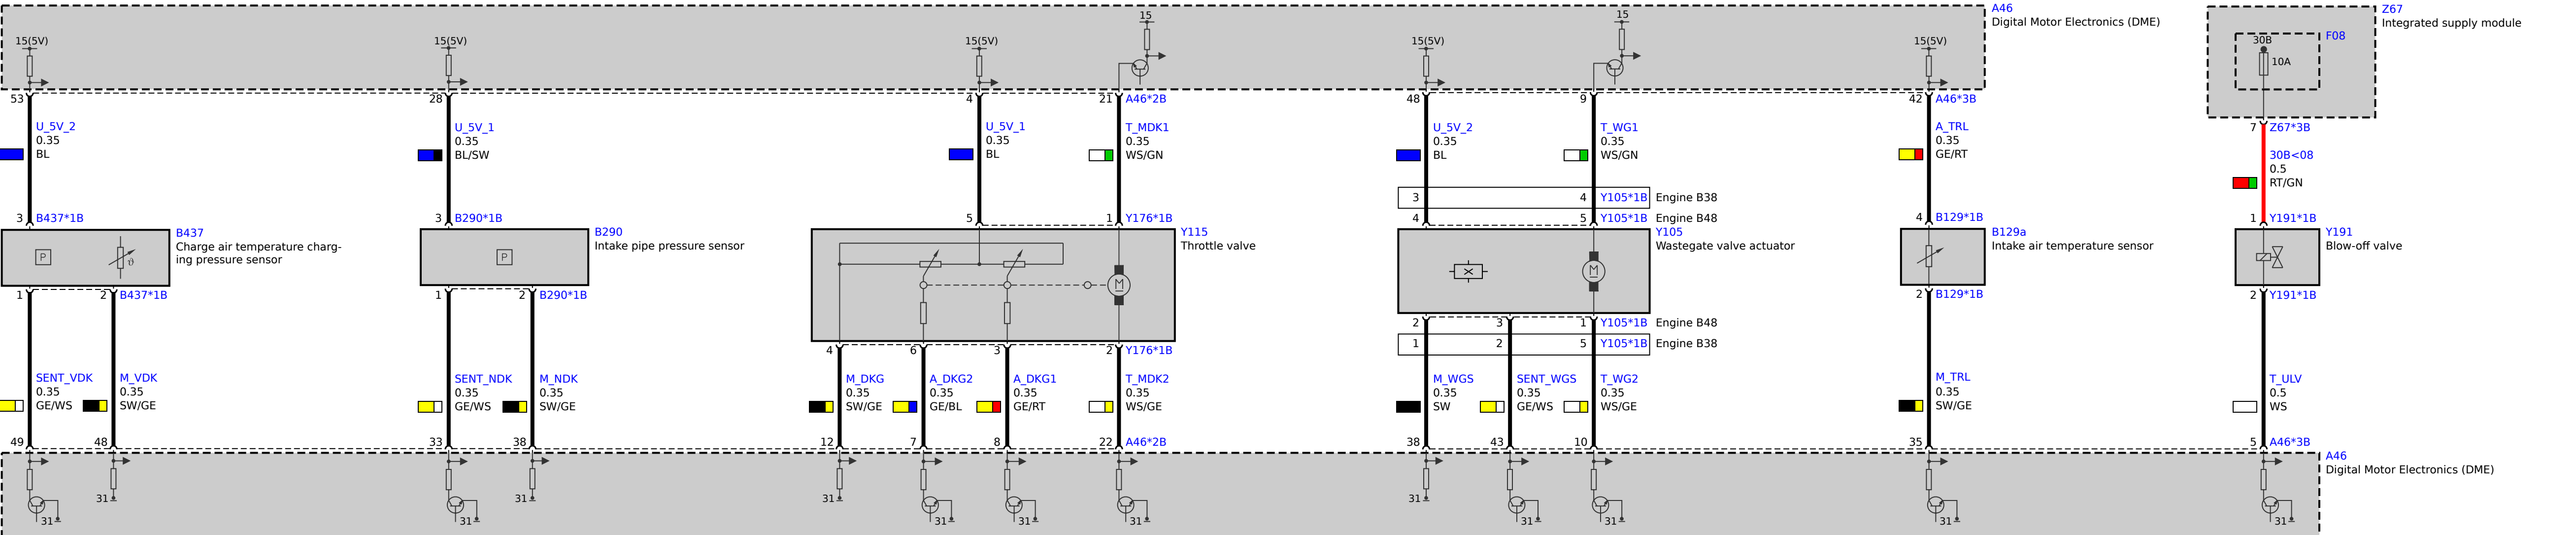 15(5V) 15(5V) 15(5V) 15 15(5V) 15 15(5V)
A46
Digital Motor Electronics (DME)
Z67
Integrated supply module
30B F08
10A
53 28 4 21 A46*2B 48 9 42 A46*3B
7 Z67*3B
U_5V_2
0.35
BL
U_5V_1
0.35
BL/SW
U_5V_1
0.35
BL
T_MDK1
0.35
WS/GN
U_5V_2
0.35
BL
T_WG1
0.35
WS/GN
A_TRL
0.35
GE/RT
30B<08
0.5
RT/GN
3 4 Y105*1B Engine B38
3 B437*1B 3 B290*1B 5 1 Y176*1B 4 5 Y105*1B Engine B48 4 B129*1B 1 Y191*1B
B437
Charge air temperature charg-
ing pressure sensor
P ϑ
B290
Intake pipe pressure sensor
P
Y115
Throttle valve
M
Y105
Wastegate valve actuator
X M
B129a
Intake air temperature sensor
Y191
Blow-off valve
1 2 B437*1B 1 2 B290*1B 2 B129*1B 2 Y191*1B
2 3 1 Y105*1B Engine B48
1 2 5 Y105*1B Engine B38
4 6 3 2 Y176*1B
SENT_VDK
0.35
GE/WS
M_VDK
0.35
SW/GE
SENT_NDK
0.35
GE/WS
M_NDK
0.35
SW/GE
M_DKG
0.35
SW/GE
A_DKG2
0.35
GE/BL
A_DKG1
0.35
GE/RT
T_MDK2
0.35
WS/GE
M_WGS
0.35
SW
SENT_WGS
0.35
GE/WS
T_WG2
0.35
WS/GE
M_TRL
0.35
SW/GE
T_ULV
0.5
WS
49 48 33 38 12 7 8 22 A46*2B 38 43 10 35 5 A46*3B
A46
Digital Motor Electronics (DME)
31 31 31 31
31 31 31 31 31 31 31 31 31